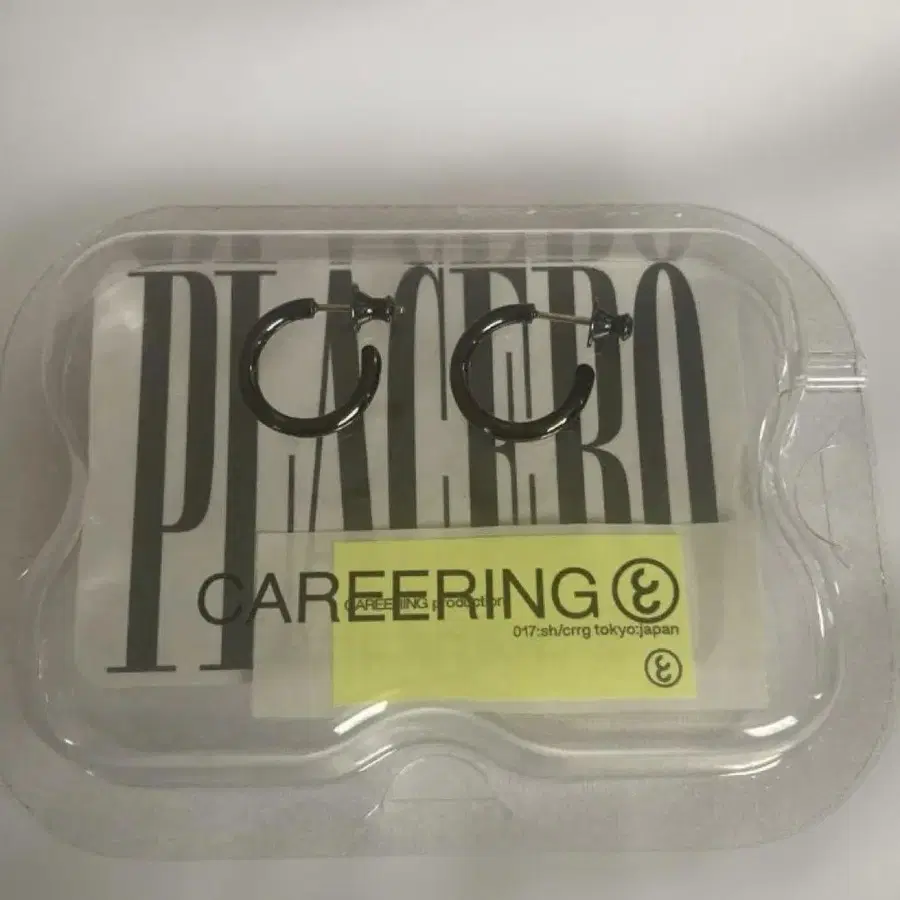 PLACEBO
CAREERING
CAREERING production
017:sh/crrg tokyo:japan